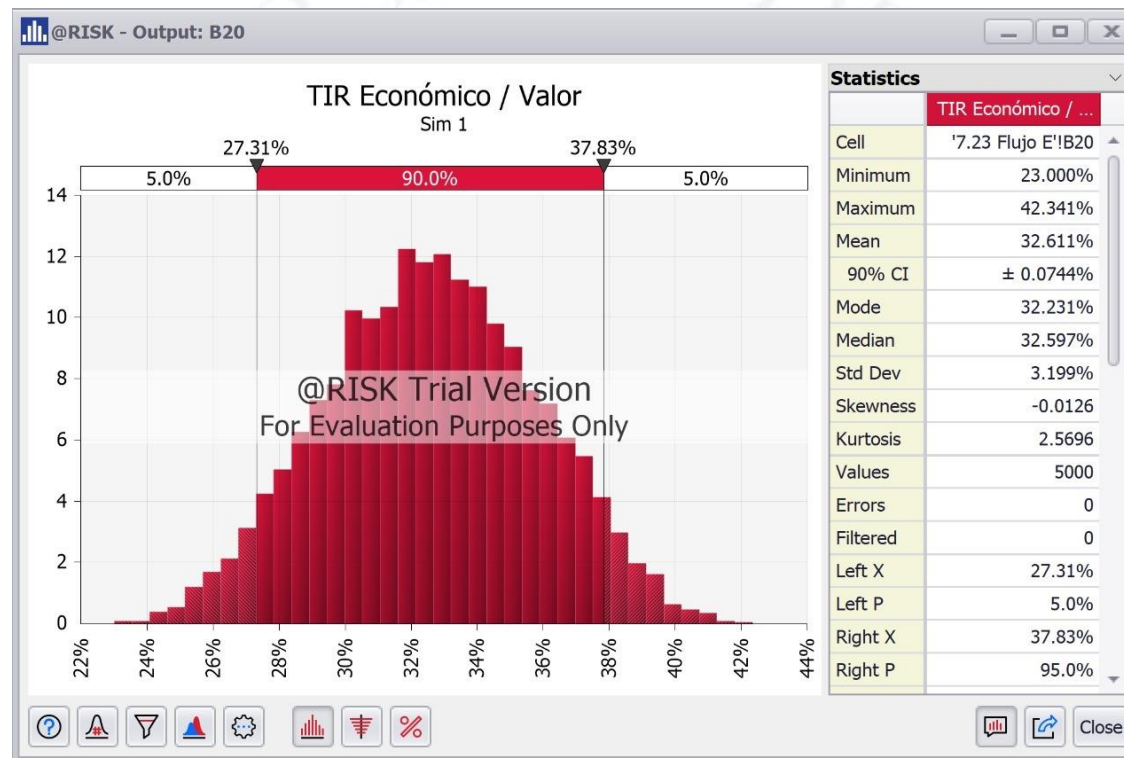 @RISK - Output: B20
TIR Económico / Valor
Sim 1
27.31% 37.83%
5.0% 90.0% 5.0%
14
12
10
8
6
4
2
0
22% 24% 26% 28% 30% 32% 34% 36% 38% 40% 42% 44%
@RISK Trial Version
For Evaluation Purposes Only
Statistics
TIR Económico / ...
Cell '7.23 Flujo E'!B20
Minimum 23.000%
Maximum 42.341%
Mean 32.611%
90% CI ± 0.0744%
Mode 32.231%
Median 32.597%
Std Dev 3.199%
Skewness -0.0126
Kurtosis 2.5696
Values 5000
Errors 0
Filtered 0
Left X 27.31%
Left P 5.0%
Right X 37.83%
Right P 95.0%
Close